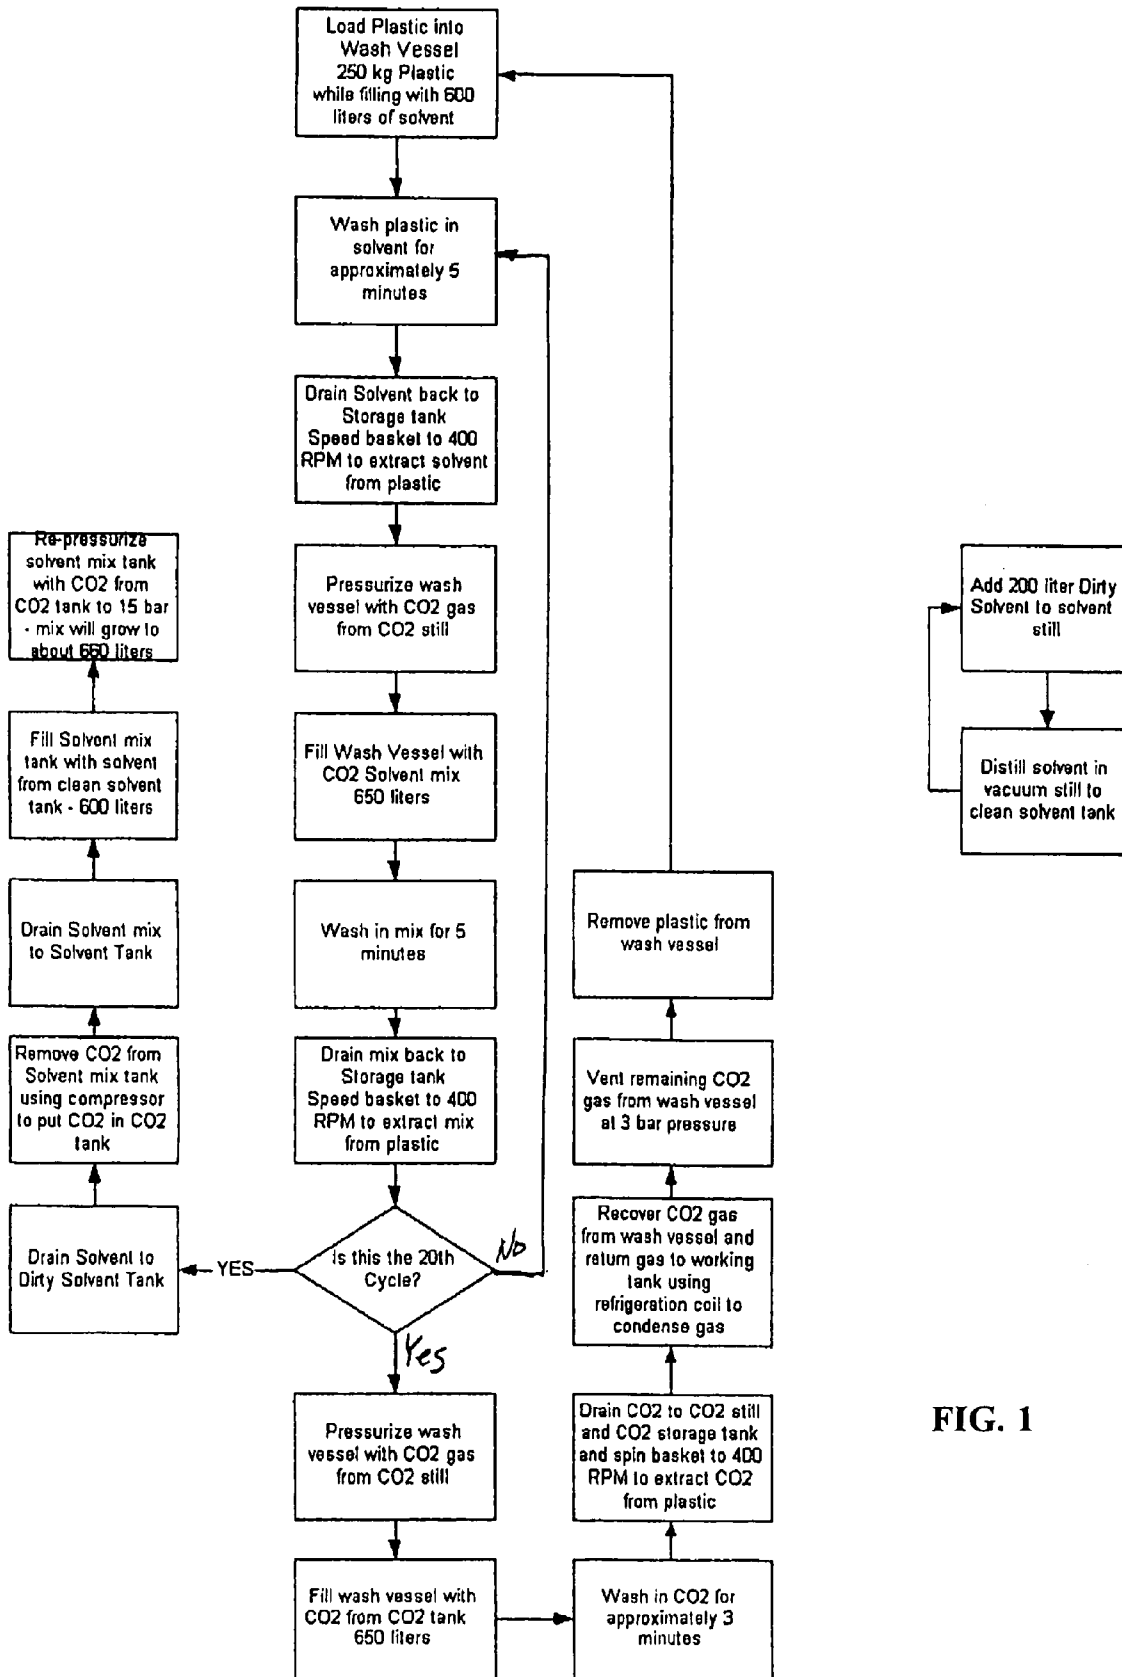 Load Plastic into
Wash Vessel
250 kg Plastic
while filling with 600
liters of solvent
Wash plastic in
solvent for
approximately 5
minutes
Drain Solvent back to
Storage tank
Speed basket to 400
RPM to extract solvent
from plastic
Pressurize wash
vessel with CO2 gas
from CO2 still
Fill Wash Vessel with
CO2 Solvent mix
650 liters
Wash in mix for 5
minutes
Drain mix back to
Storage tank
Speed basket to 400
RPM to extract mix
from plastic
Is this the 20th
Cycle?
No
YES
Yes
Drain Solvent to
Dirty Solvent Tank
Remove CO2 from
Solvent mix tank
using compressor
to put CO2 in CO2
tank
Drain Solvent mix
to Solvent Tank
Fill Solvent mix
tank with solvent
from clean solvent
tank - 600 liters
Re-pressurize
solvent mix tank
with CO2 from
CO2 tank to 15 bar
- mix will grow to
about 650 liters
Pressurize wash
vessel with CO2 gas
from CO2 still
Fill wash vessel with
CO2 from CO2 tank
650 liters
Wash in CO2 for
approximately 3
minutes
Drain CO2 to CO2 still
and CO2 storage tank
and spin basket to 400
RPM to extract CO2
from plastic
Recover CO2 gas
from wash vessel and
return gas to working
tank using
refrigeration coil to
condense gas
Vent remaining CO2
gas from wash vessel
at 3 bar pressure
Remove plastic from
wash vessel
Add 200 liter Dirty
Solvent to solvent
still
Distill solvent in
vacuum still to
clean solvent tank
FIG. 1